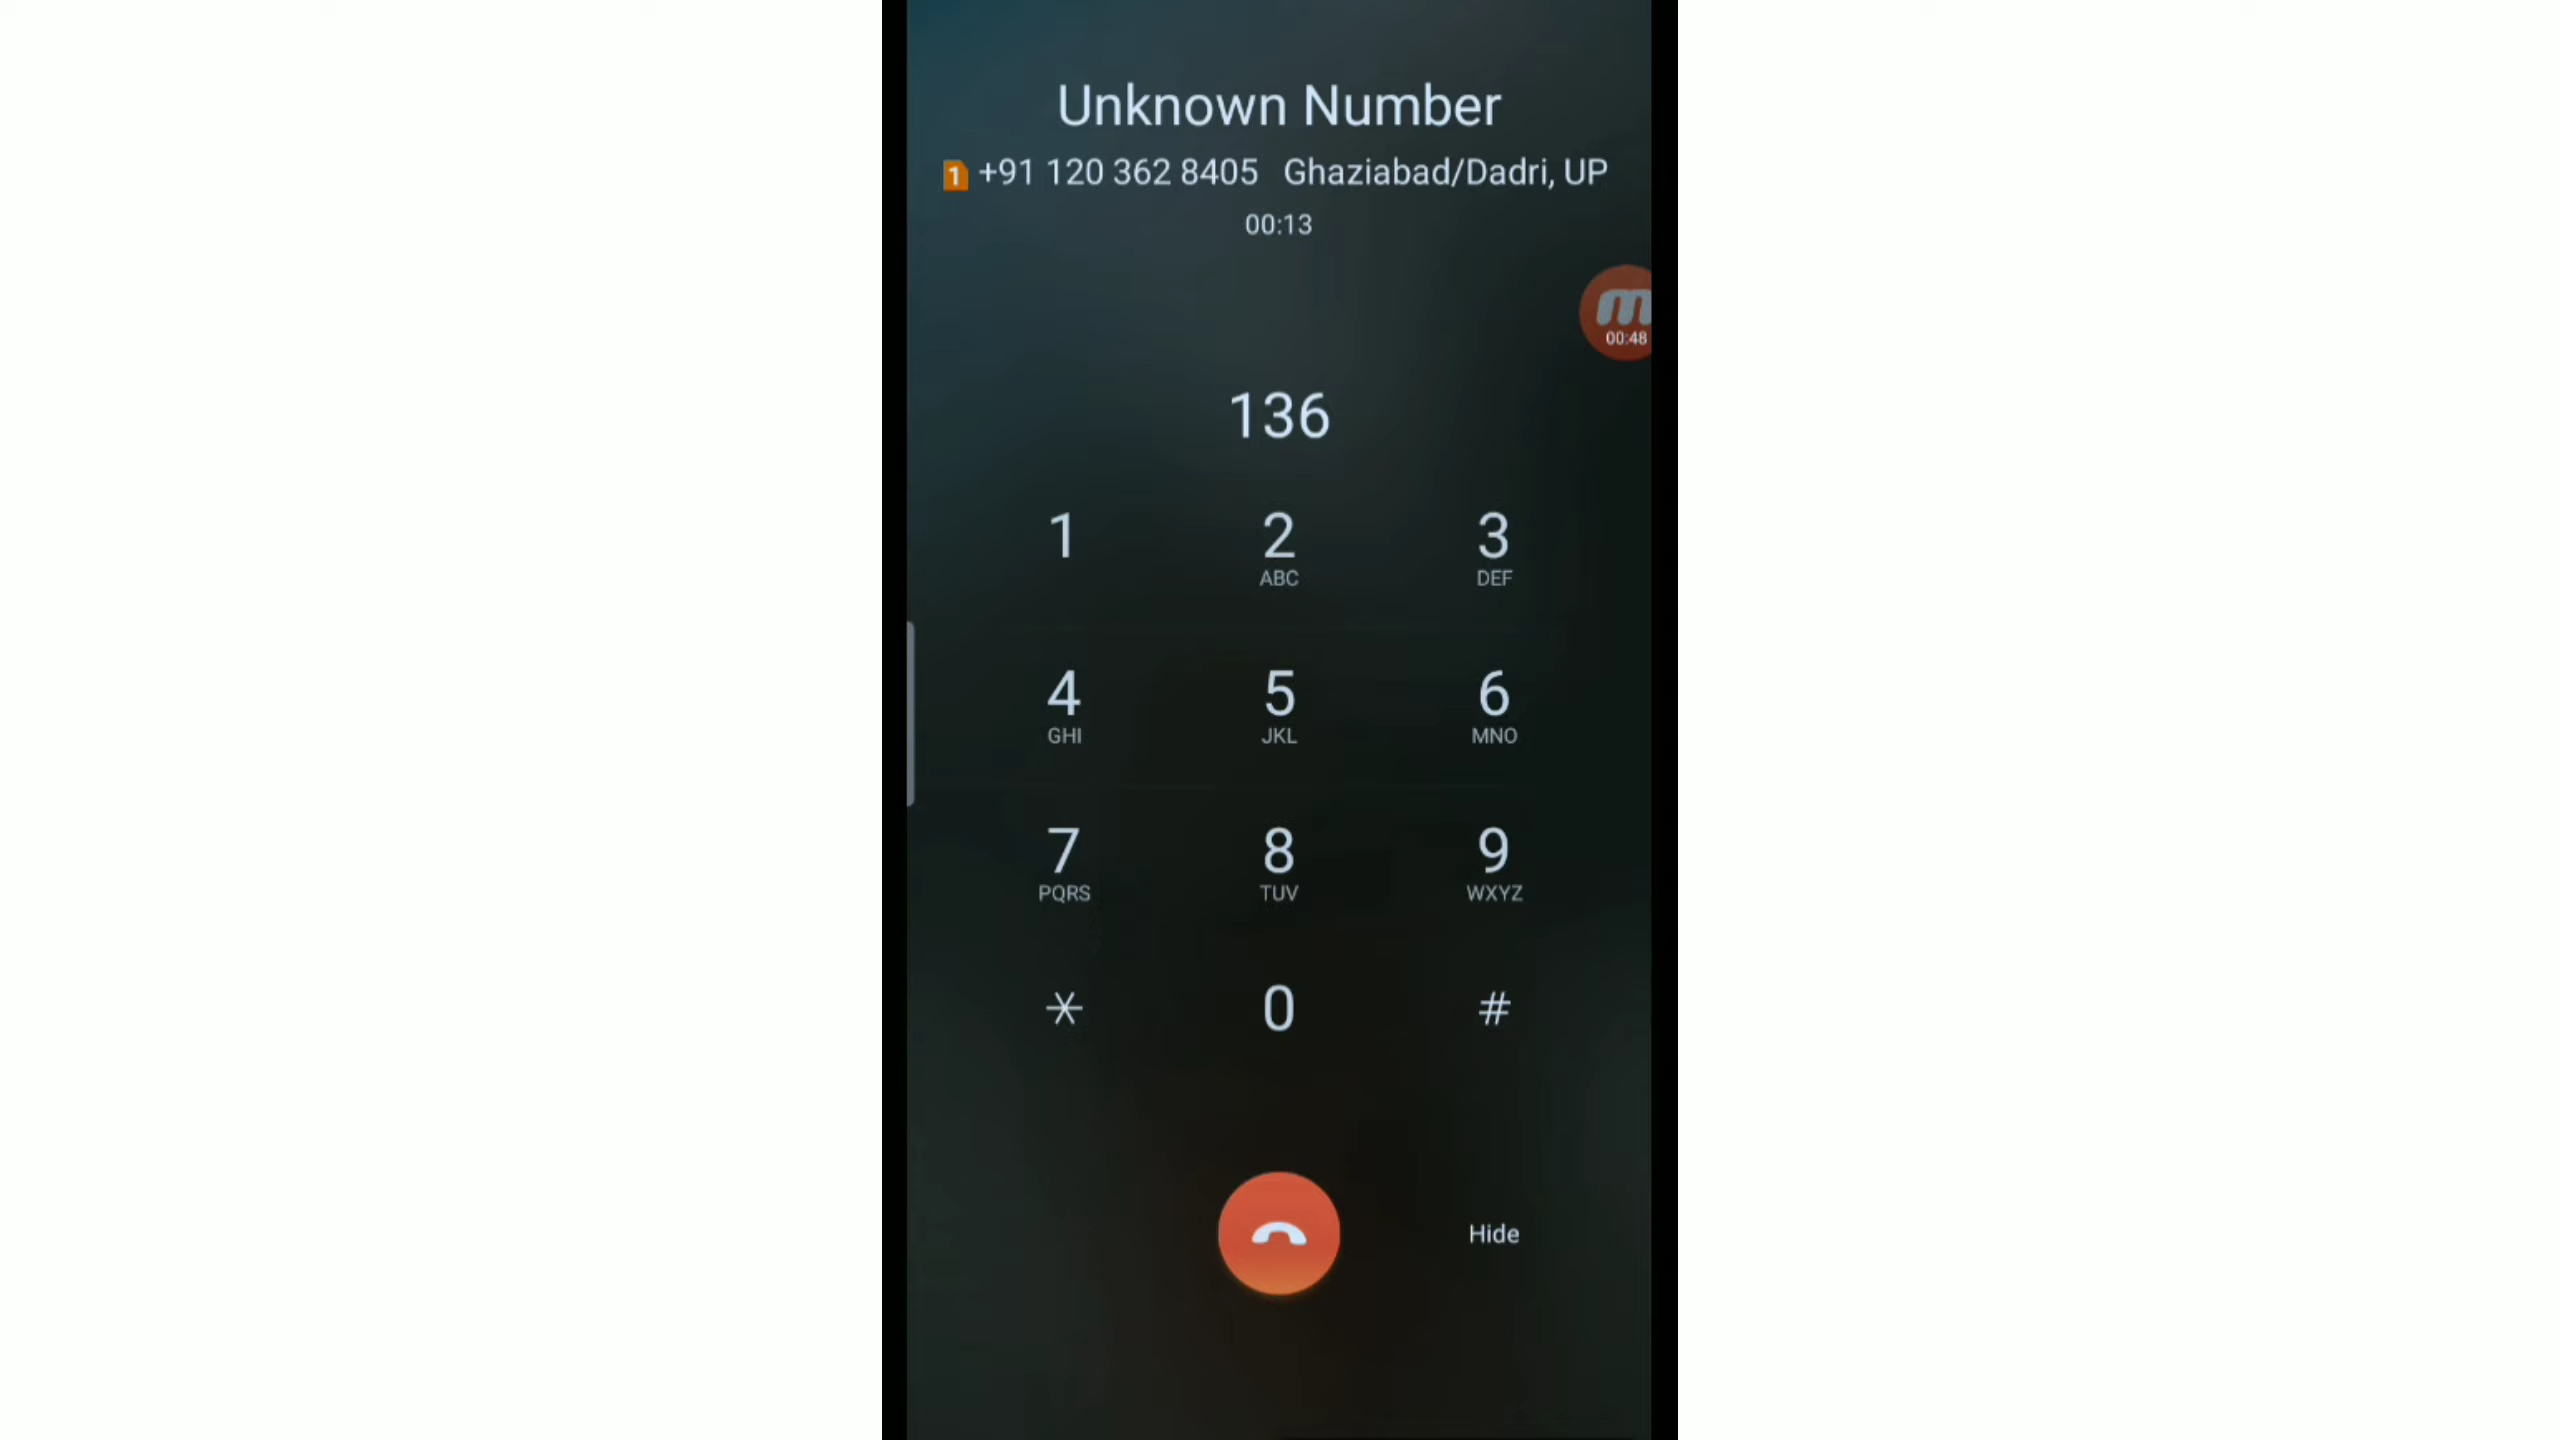 Unknown Number
1 +91 120 362 8405 Ghaziabad/Dadri, UP
00:13
m
00:48
136
1 2 3
ABC DEF
4 5 6
GHI JKL MNO
7 8 9
PQRS TUV WXYZ
* 0 #
Hide